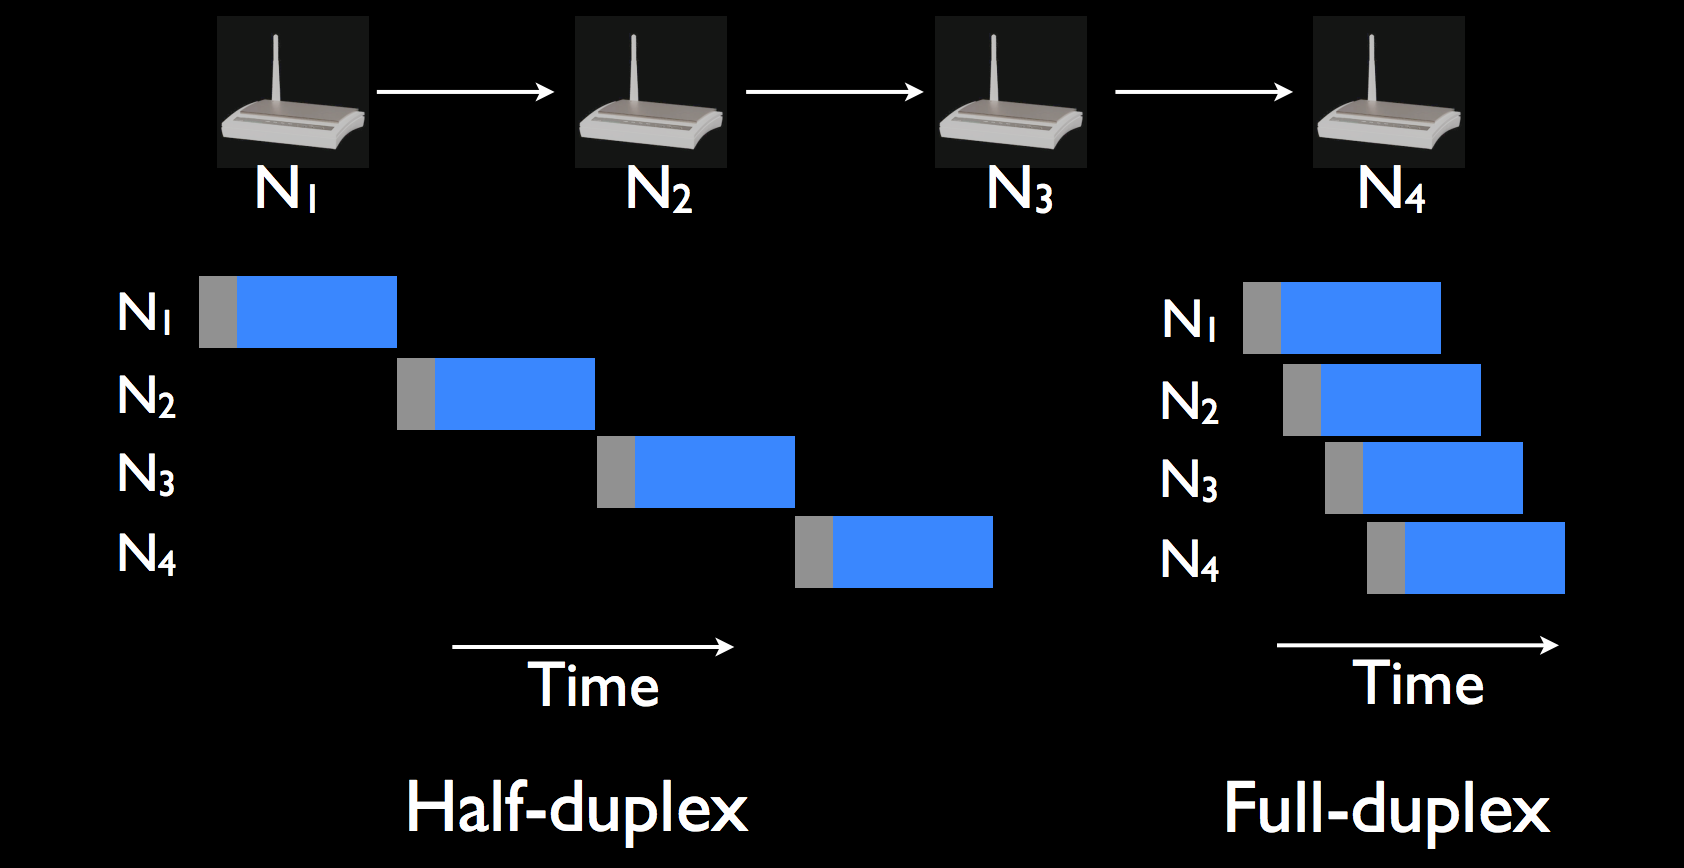 N1 N2 N3 N4
N1
N2
N3
N4
Time
Half-duplex
N1
N2
N3
N4
Time
Full-duplex